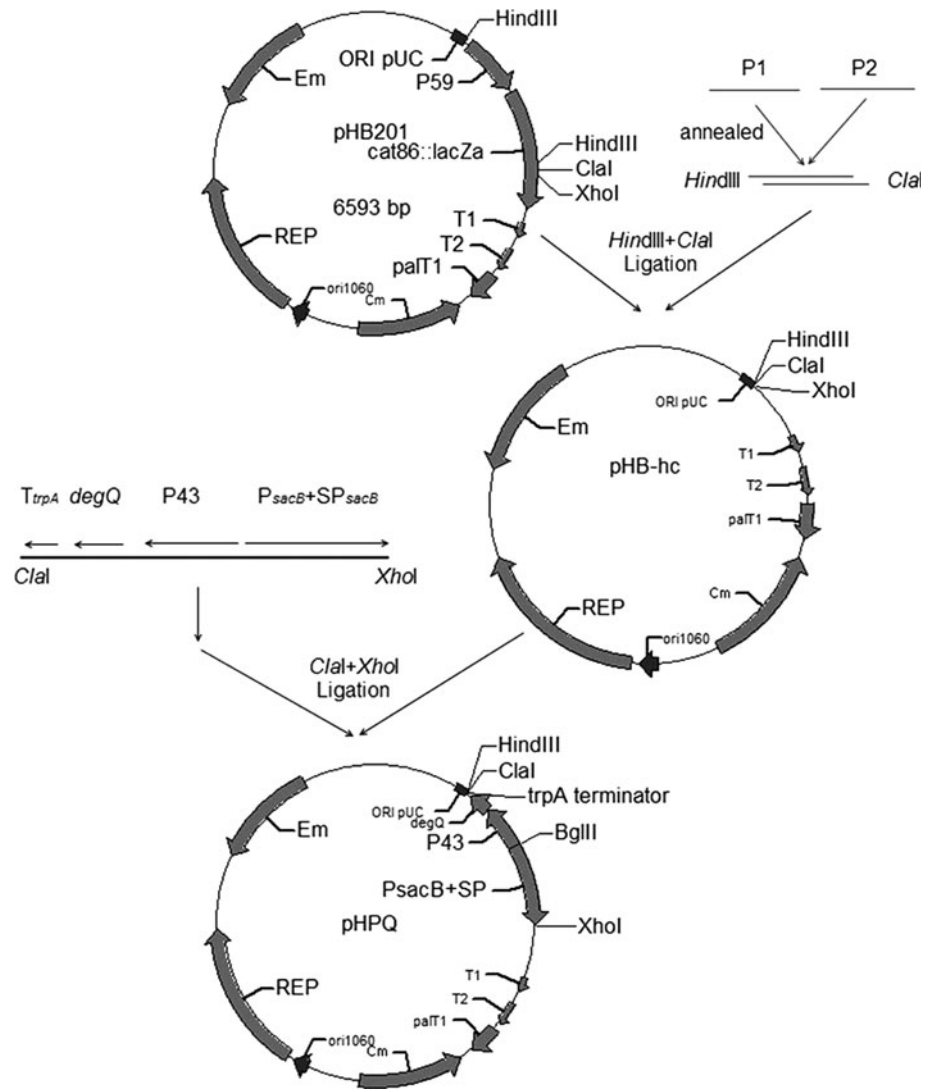 HindIII
ORI pUC
P59
Em
pHB201
cat86::lacZa
HindIII
ClaI
XhoI
6593 bp
T1
T2
palT1
REP
ori1060
Cm
P1
P2
annealed
HindIII
ClaI
HindIII+ClaI
Ligation
HindIII
ClaI
XhoI
ORI pUC
Em
pHB-hc
T1
T2
palT1
Cm
REP
ori1060
TtrpA degQ P43 PsacB+SPsacB
ClaI XhoI
ClaI+XhoI
Ligation
HindIII
ClaI
trpA terminator
ORI pUC
degQ
P43
BglII
Em
PsacB+SP
pHPQ
XhoI
T1
T2
palT1
REP
ori1060
Cm